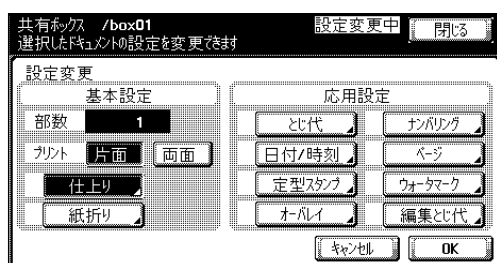 共有ボックス /box01 設定変更中 閉じる
選択したドキュメントの設定を変更できます
設定変更
基本設定 応用設定
部数 1 とじ代 ナンバリング
プリント 片面 両面 日付/時刻 ページ
仕上り 定型スタンプ ウォーターマーク
紙折り オーバレイ 編集とじ代
キャンセル OK